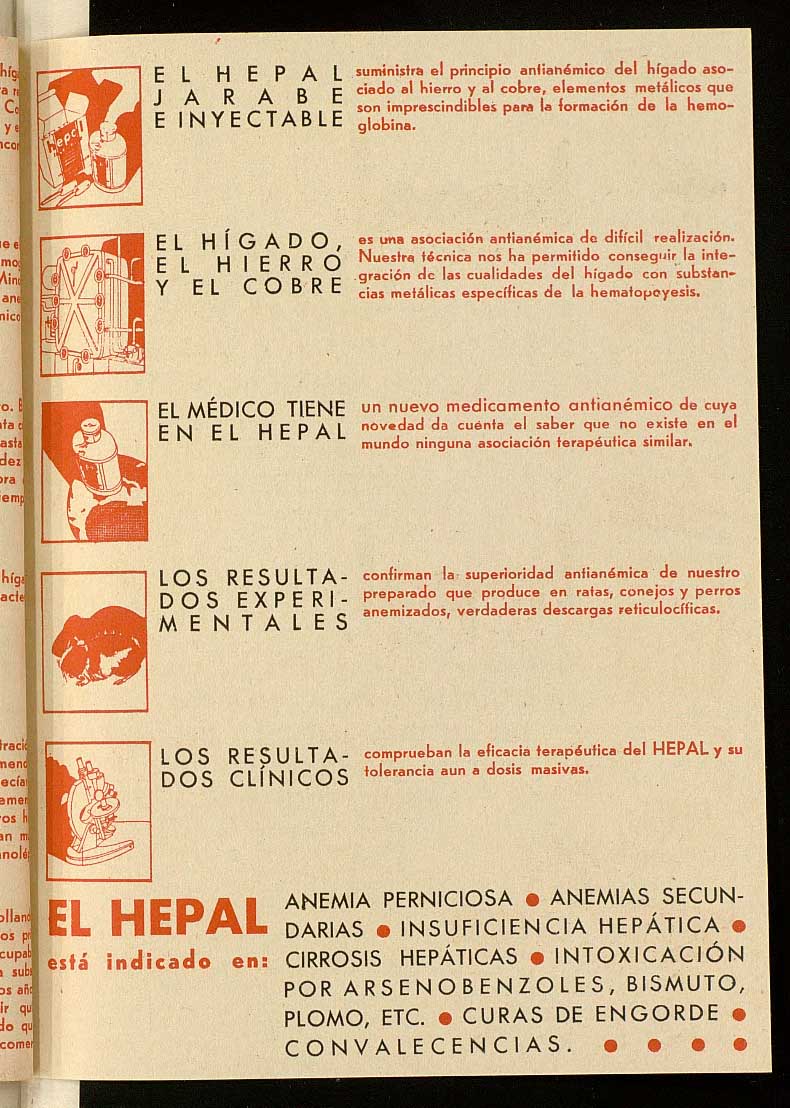 EL HEPAL
JARABE
E INYECTABLE
suministra el principio antianémico del hígado aso-
ciado al hierro y al cobre, elementos metálicos que
son imprescindibles para la formación de la hemo-
globina.
Hepal
EL HÍGADO,
EL HIERRO
Y EL COBRE
es una asociación antianémica de difícil realización.
Nuestra técnica nos ha permitido conseguir la inte-
gración de las cualidades del hígado con substan-
cias metálicas específicas de la hematopoyesis.
EL MÉDICO TIENE
EN EL HEPAL
un nuevo medicamento antianémico de cuya
novedad da cuenta el saber que no existe en el
mundo ninguna asociación terapéutica similar.
LOS RESULTA-
DOS EXPERI-
MENTALES
confirman la superioridad antianémica de nuestro
preparado que produce en ratas, conejos y perros
anemizados, verdaderas descargas reticulocíticas.
LOS RESULTA-
DOS CLÍNICOS
comprueban la eficacia terapéutica del HEPAL y su
tolerancia aun a dosis masivas.
EL HEPAL
está indicado en:
ANEMIA PERNICIOSA ● ANEMIAS SECUN-
DARIAS ● INSUFICIENCIA HEPÁTICA ●
CIRROSIS HEPÁTICAS ● INTOXICACIÓN
POR ARSENOBENZOLES, BISMUTO,
PLOMO, ETC. ● CURAS DE ENGORDE ●
CONVALECENCIAS. ● ● ● ●